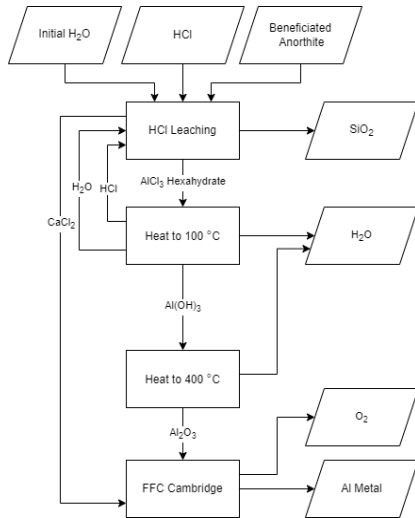 Initial H₂O
HCl
Beneficiated
Anorthite
HCl Leaching
SiO₂
H₂O
HCl
AlCl₃ Hexahydrate
CaCl₂
Heat to 100 °C
H₂O
Al(OH)₃
Heat to 400 °C
Al₂O₃
O₂
FFC Cambridge
Al Metal